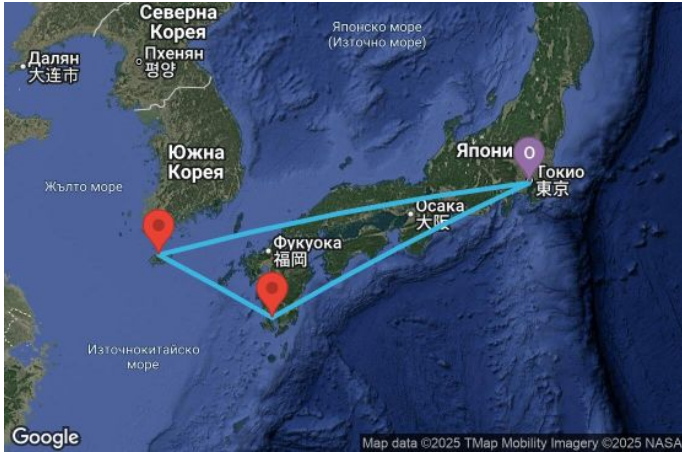 Северна
Корея
Японско море
(Източно море)
Далян
大连市
Пхенян
평양
Южна
Корея
Япони
O
Токио
東京
Жълто море
Осака
大阪
Фукуока
福岡
Източнокитайско
море
Google
Map data ©2025 TMap Mobility Imagery ©2025 NASA